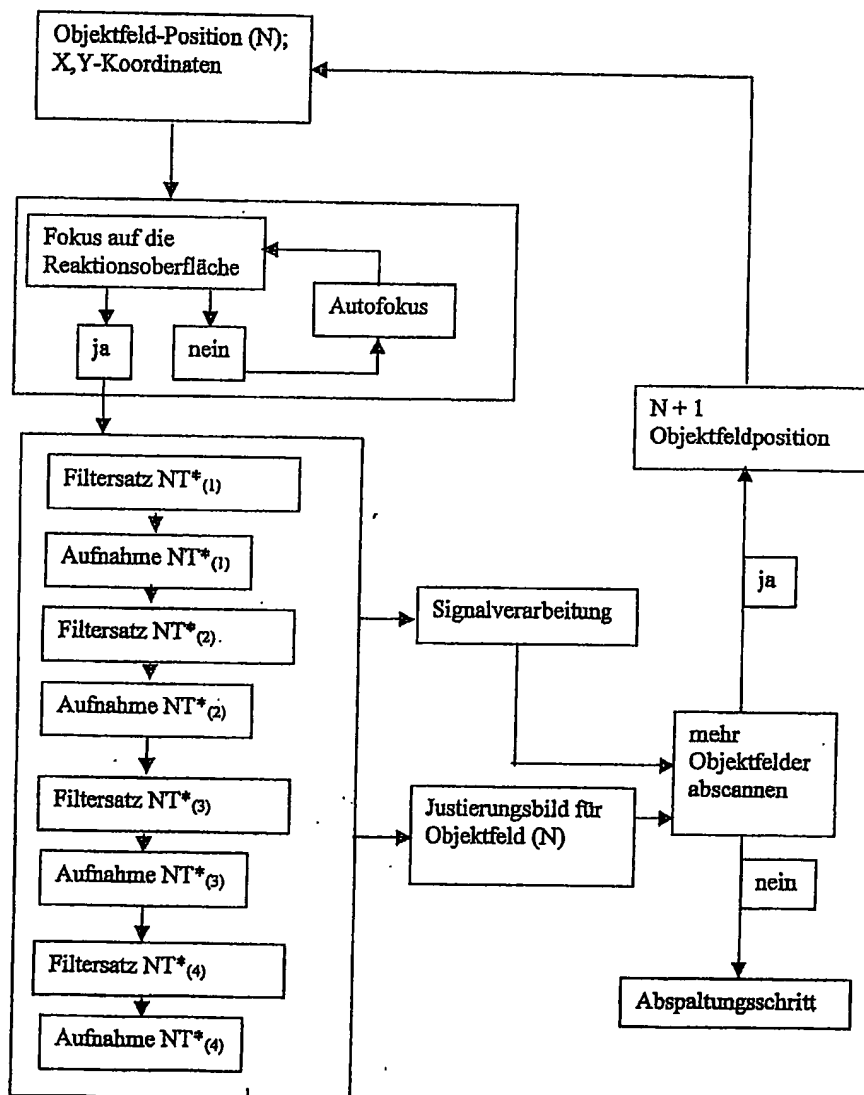 Objektfeld-Position (N);
X,Y-Koordinaten
Fokus auf die
Reaktionsoberfläche
Autofokus
ja
nein
Filtersatz NT*(1)
Aufnahme NT*(1)
Filtersatz NT*(2)
Aufnahme NT*(2)
Filtersatz NT*(3)
Aufnahme NT*(3)
Filtersatz NT*(4)
Aufnahme NT*(4)
Signalverarbeitung
Justierungsbild für
Objektfeld (N)
mehr
Objektfelder
abscannen
ja
N + 1
Objektfeldposition
nein
Abspaltungsschritt